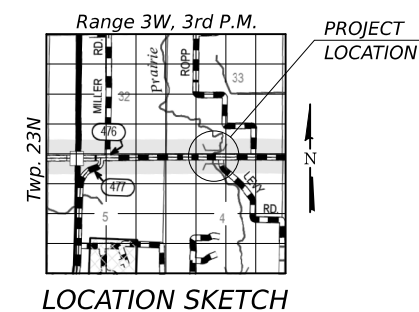 Range 3W, 3rd P.M.
PROJECT
LOCATION
Twp. 23N
MILLER RD.
Prairie
ROPP
33
32
476
477
N
LEVY
RD.
5
4
LOCATION SKETCH